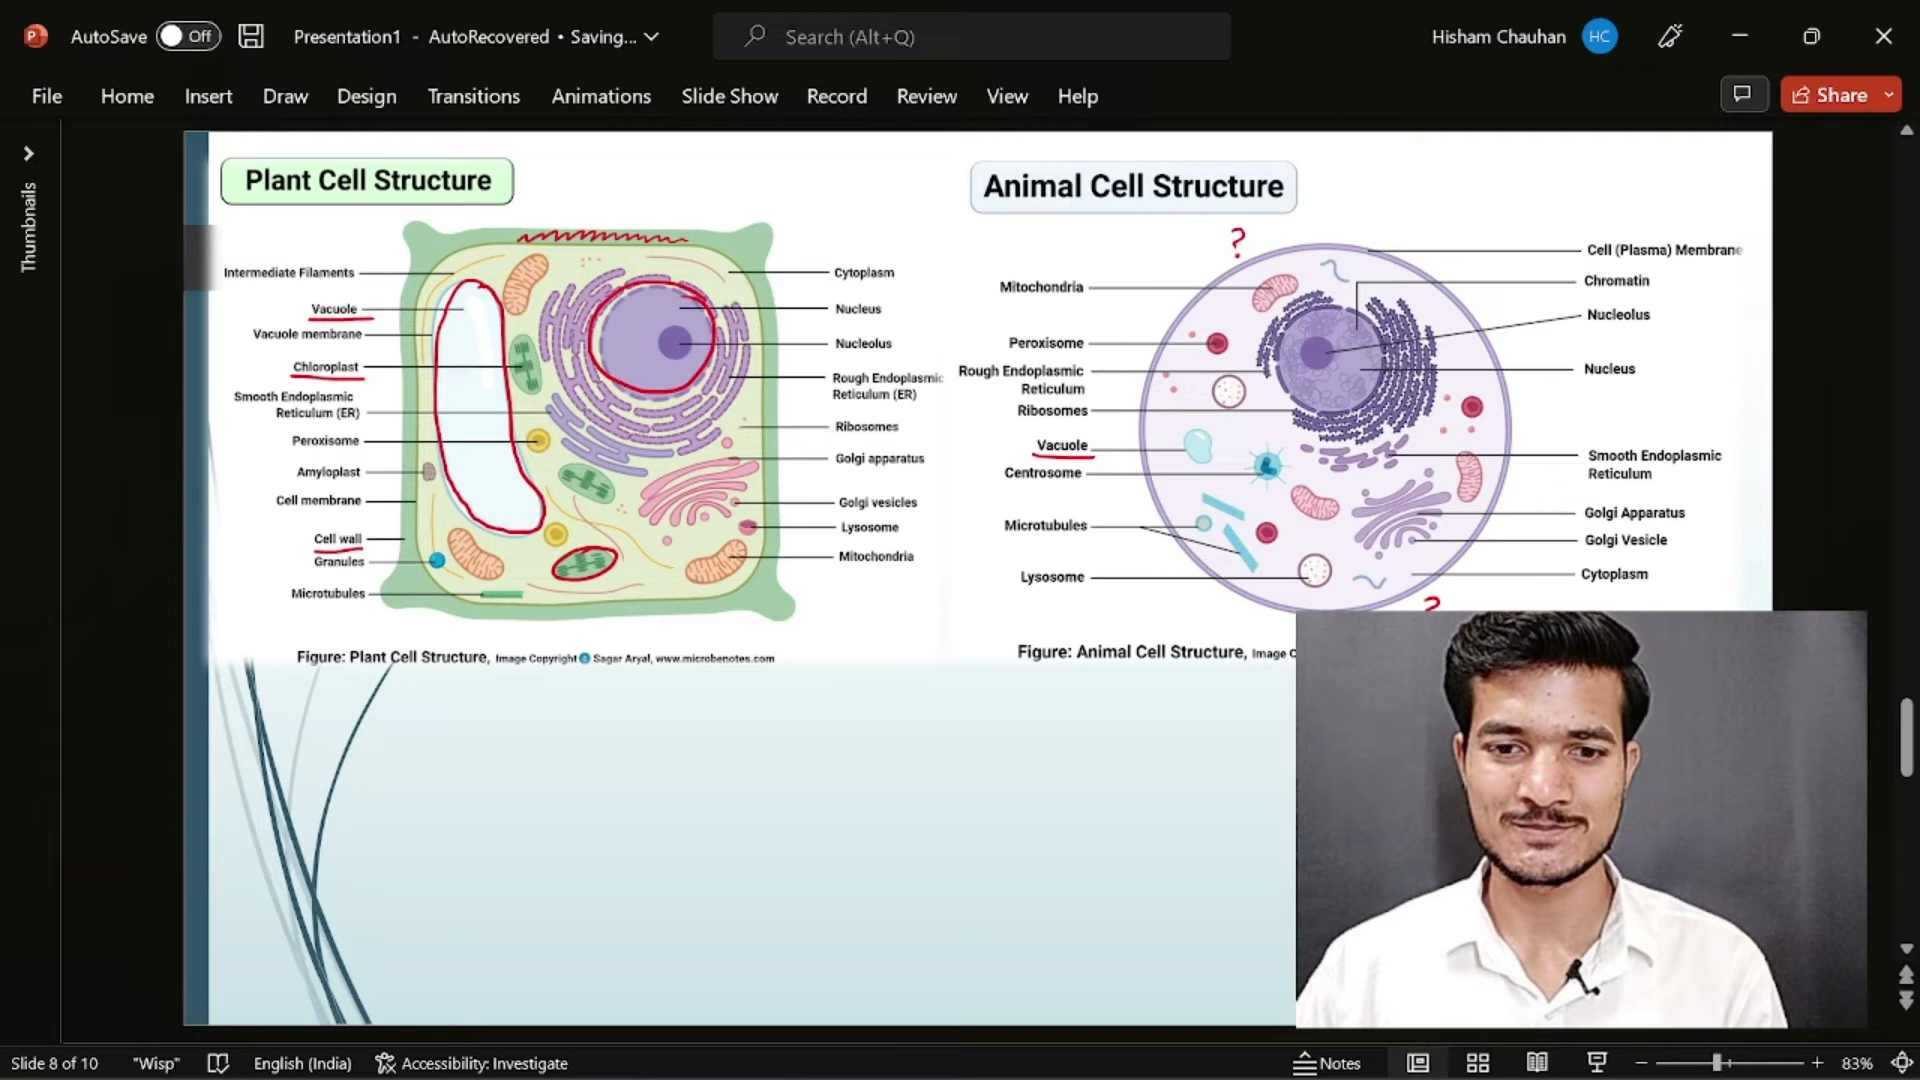 AutoSave Off Presentation1 - AutoRecovered • Saving... Search (Alt+Q) Hisham Chauhan HC
File Home Insert Draw Design Transitions Animations Slide Show Record Review View Help Share
Thumbnails
Plant Cell Structure
Intermediate Filaments
Vacuole
Vacuole membrane
Chloroplast
Smooth Endoplasmic
Reticulum (ER)
Peroxisome
Amyloplast
Cell membrane
Cell wall
Granules
Microtubules
Cytoplasm
Nucleus
Nucleolus
Rough Endoplasmic
Reticulum (ER)
Ribosomes
Golgi apparatus
Golgi vesicles
Lysosome
Mitochondria
Figure: Plant Cell Structure, Image Copyright Sagar Aryal, www.microbenotes.com
Animal Cell Structure
?
Mitochondria
Peroxisome
Rough Endoplasmic
Reticulum
Ribosomes
Vacuole
Centrosome
Microtubules
Lysosome
Cell (Plasma) Membrane
Chromatin
Nucleolus
Nucleus
Smooth Endoplasmic
Reticulum
Golgi Apparatus
Golgi Vesicle
Cytoplasm
?
Figure: Animal Cell Structure, Image C
Slide 8 of 10 "Wisp" English (India) Accessibility: Investigate Notes 83%